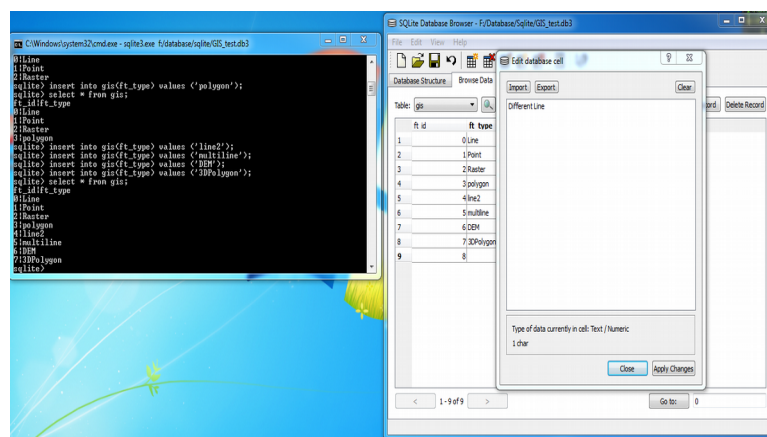 C:\Windows\system32\cmd.exe - sqlite3.exe f:/database/sqlite/GIS_test.db3
0|Line
1|Point
2|Raster
sqlite> insert into gis(ft_type) values ('polygon');
sqlite> select * from gis;
ft_id|ft_type
0|Line
1|Point
2|Raster
3|polygon
sqlite> insert into gis(ft_type) values ('line2');
sqlite> insert into gis(ft_type) values ('multiline');
sqlite> insert into gis(ft_type) values ('DEM');
sqlite> insert into gis(ft_type) values ('3DPolygon');
sqlite> select * from gis;
ft_id|ft_type
0|Line
1|Point
2|Raster
3|polygon
4|line2
5|multiline
6|DEM
7|3DPolygon
sqlite>
SQLite Database Browser - F:/Database/Sqlite/GIS_test.db3
File Edit View Help
Database Structure Browse Data
Table: gis
Delete Record
ft_id ft_type
1 0 Line
2 1 Point
3 2 Raster
4 3 polygon
5 4 line2
6 5 multiline
7 6 DEM
8 7 3DPolygon
9 8
< 1 - 9 of 9 >
Go to: 0
Edit database cell
Import Export Clear
Different Line
Type of data currently in cell: Text / Numeric
1 char
Close Apply Changes